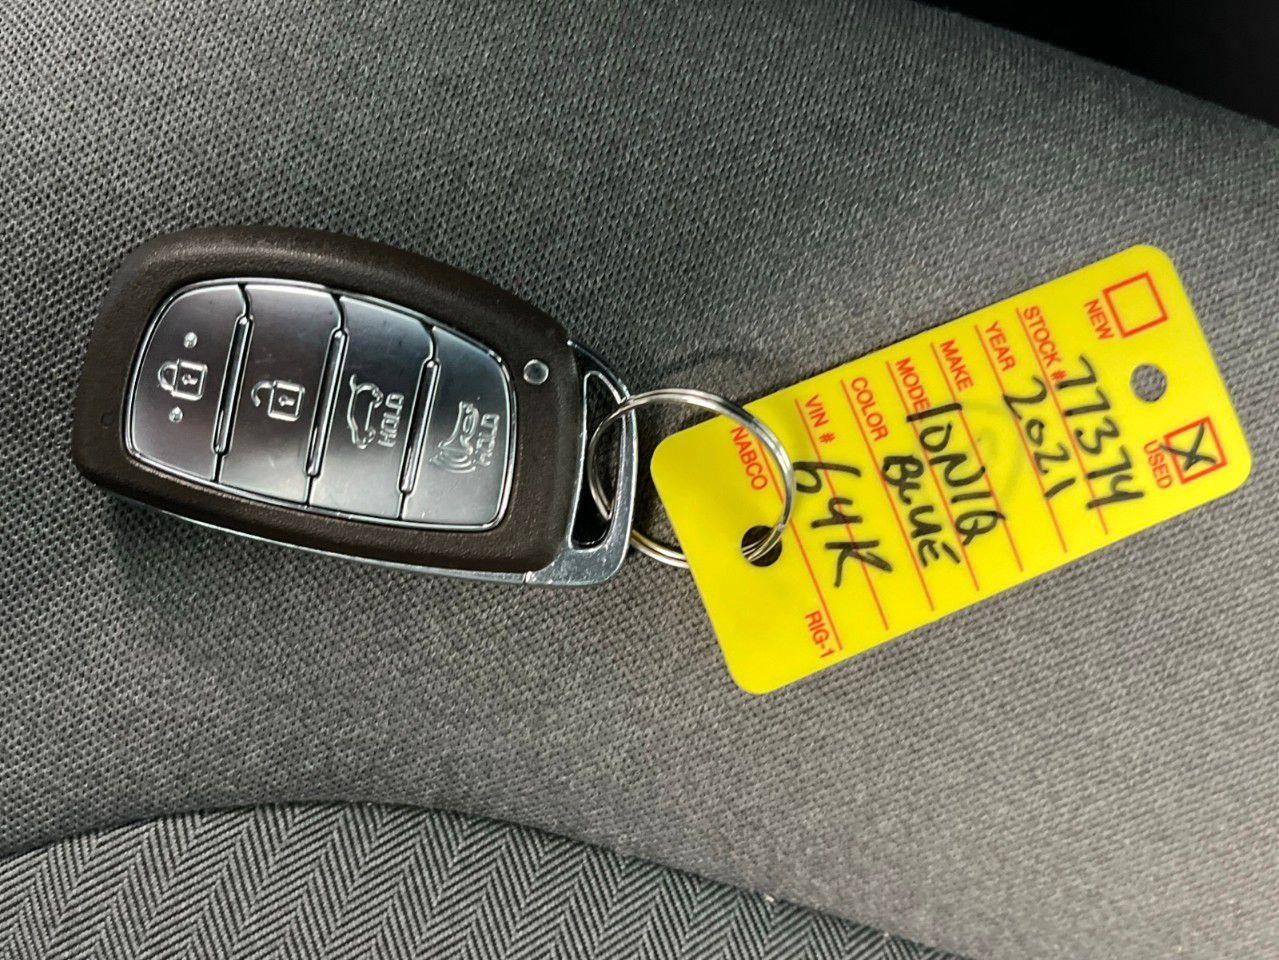 NEW
USED
STOCK # 77374
YEAR 2021
MAKE
MODEL IONIQ
COLOR BLUE
VIN # 64K
NABCO
RIG-1
HOLD
HOLD